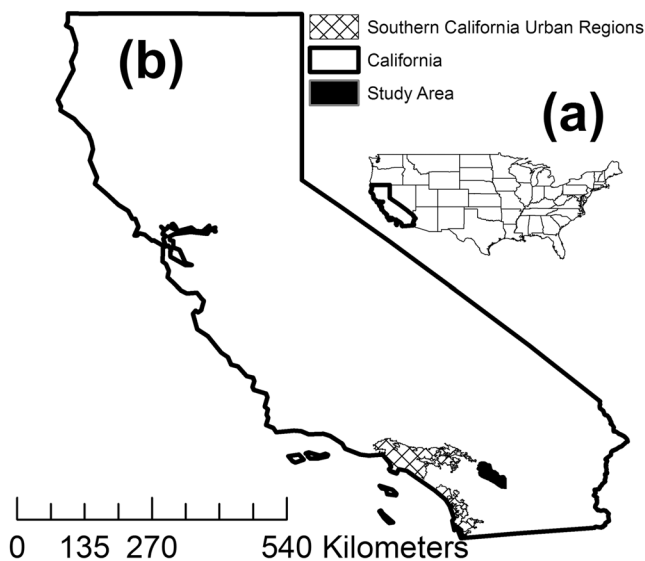 (b)
Southern California Urban Regions
California
Study Area
(a)
0 135 270 540 Kilometers